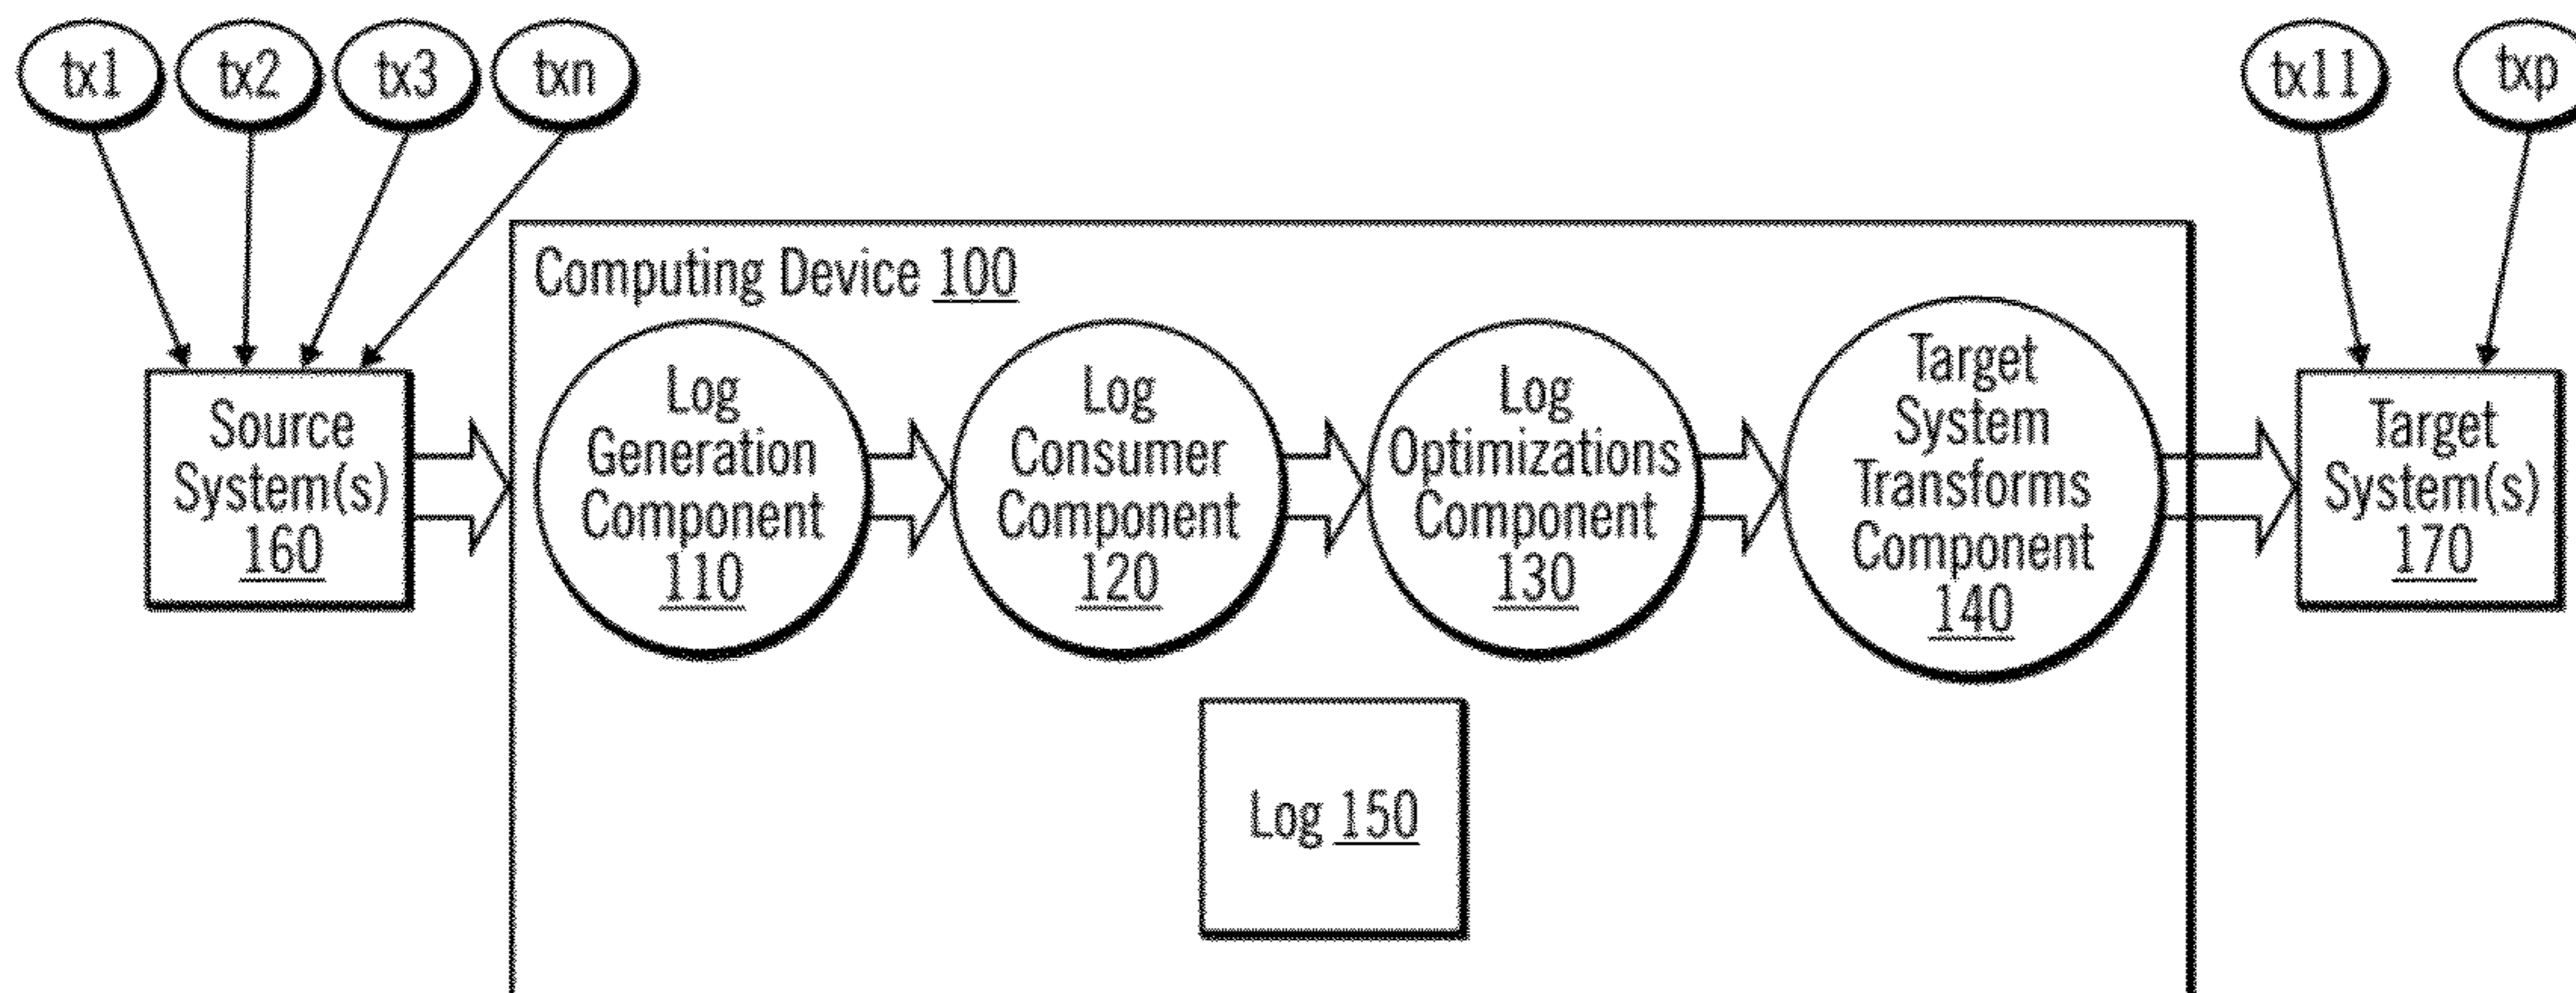 tx1
tx2
tx3
txn
tx11
txp
Computing Device 100
Source
System(s)
160
Log
Generation
Component
110
Log
Consumer
Component
120
Log
Optimizations
Component
130
Target
System
Transforms
Component
140
Target
System(s)
170
Log 150